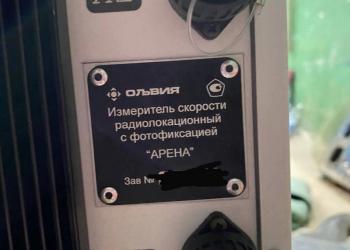 ОЛЬВИЯ
Измеритель скорости
радиолокационный
с фотофиксацией
"АРЕНА"
Зав №